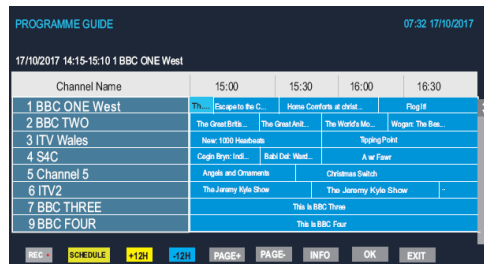 PROGRAMME GUIDE 07:32 17/10/2017
17/10/2017 14:15-15:10 1 BBC ONE West
Channel Name 15:00 15:30 16:00 16:30
1 BBC ONE West Th.... Escape to the C... Home Comforts at christ... Flog It!
2 BBC TWO The Great Britis... The Great Anit... The World's Mo... Wogan: The Bes...
3 ITV Wales New: 1000 Heartbeats Tipping Point
4 S4C Cegin Bryn: Indi... Babi Del: Ward... A wr Fawr
5 Channel 5 Angels and Ornaments Christmas Switch
6 ITV2 The Jeramy Kyle Show The Jeramy Kyle Show ..
7 BBC THREE This is BBC Three
9 BBC FOUR This is BBC Four
REC SCHEDULE +12H -12H PAGE+ PAGE- INFO OK EXIT